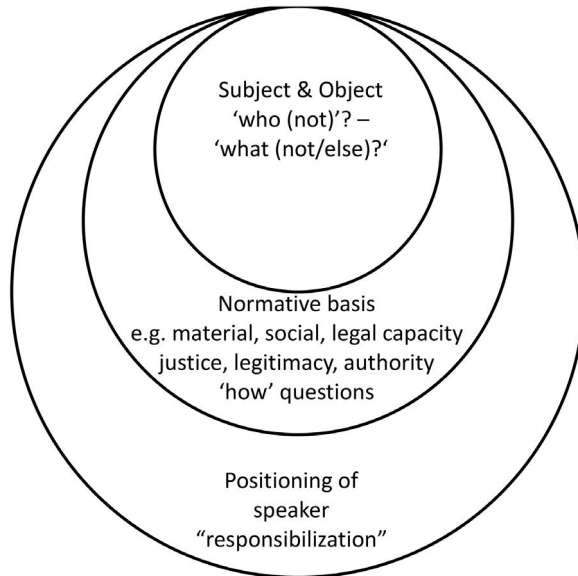 Subject & Object
‘who (not)’? –
‘what (not/else)?‘
Normative basis
e.g. material, social, legal capacity
justice, legitimacy, authority
‘how’ questions
Positioning of
speaker
“responsibilization”